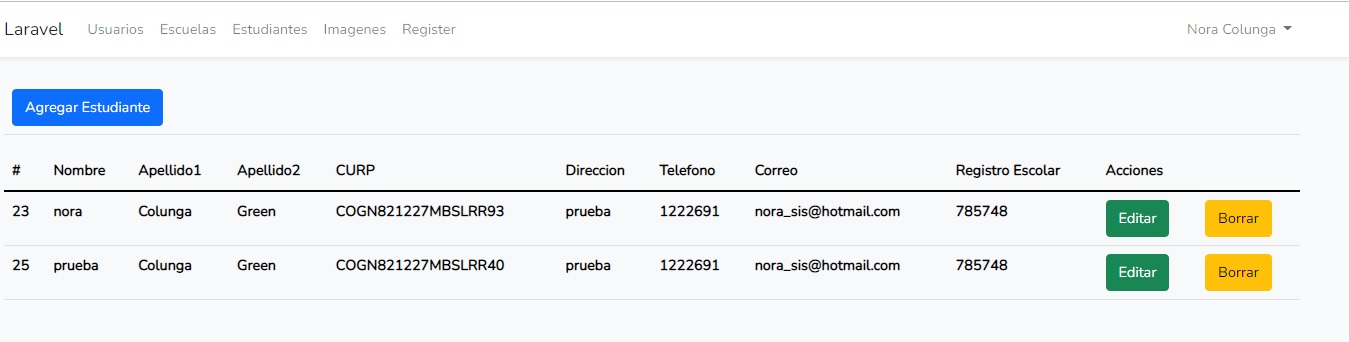 Laravel Usuarios Escuelas Estudiantes Imagenes Register Nora Colunga
Agregar Estudiante
# Nombre Apellido1 Apellido2 CURP Direccion Telefono Correo Registro Escolar Acciones
23 nora Colunga Green COGN821227MBSLRR93 prueba 1222691 nora_sis@hotmail.com 785748 Editar Borrar
25 prueba Colunga Green COGN821227MBSLRR40 prueba 1222691 nora_sis@hotmail.com 785748 Editar Borrar